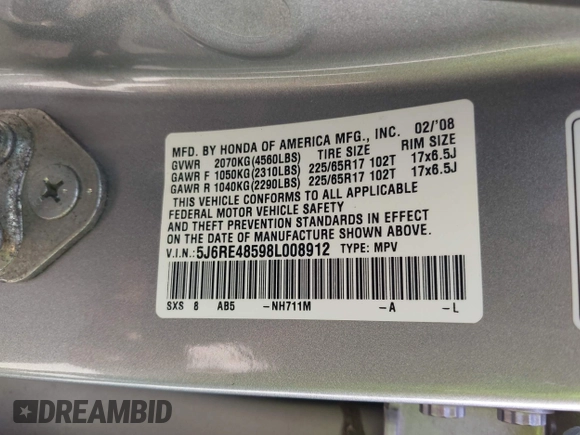 MFD. BY HONDA OF AMERICA MFG., INC. 02/'08
GVWR 2070KG(4560LBS) TIRE SIZE RIM SIZE
GAWR F 1050KG(2310LBS) 225/65R17 102T 17x6.5J
GAWR R 1040KG(2290LBS) 225/65R17 102T 17x6.5J
THIS VEHICLE CONFORMS TO ALL APPLICABLE
FEDERAL MOTOR VEHICLE SAFETY
AND THEFT PREVENTION STANDARDS IN EFFECT
ON THE DATE OF MANUFACTURE SHOWN ABOVE.
V.I.N.: 5J6RE48598L008912 TYPE: MPV
SXS 8 AB5 -NH711M -A -L
DREAMBID